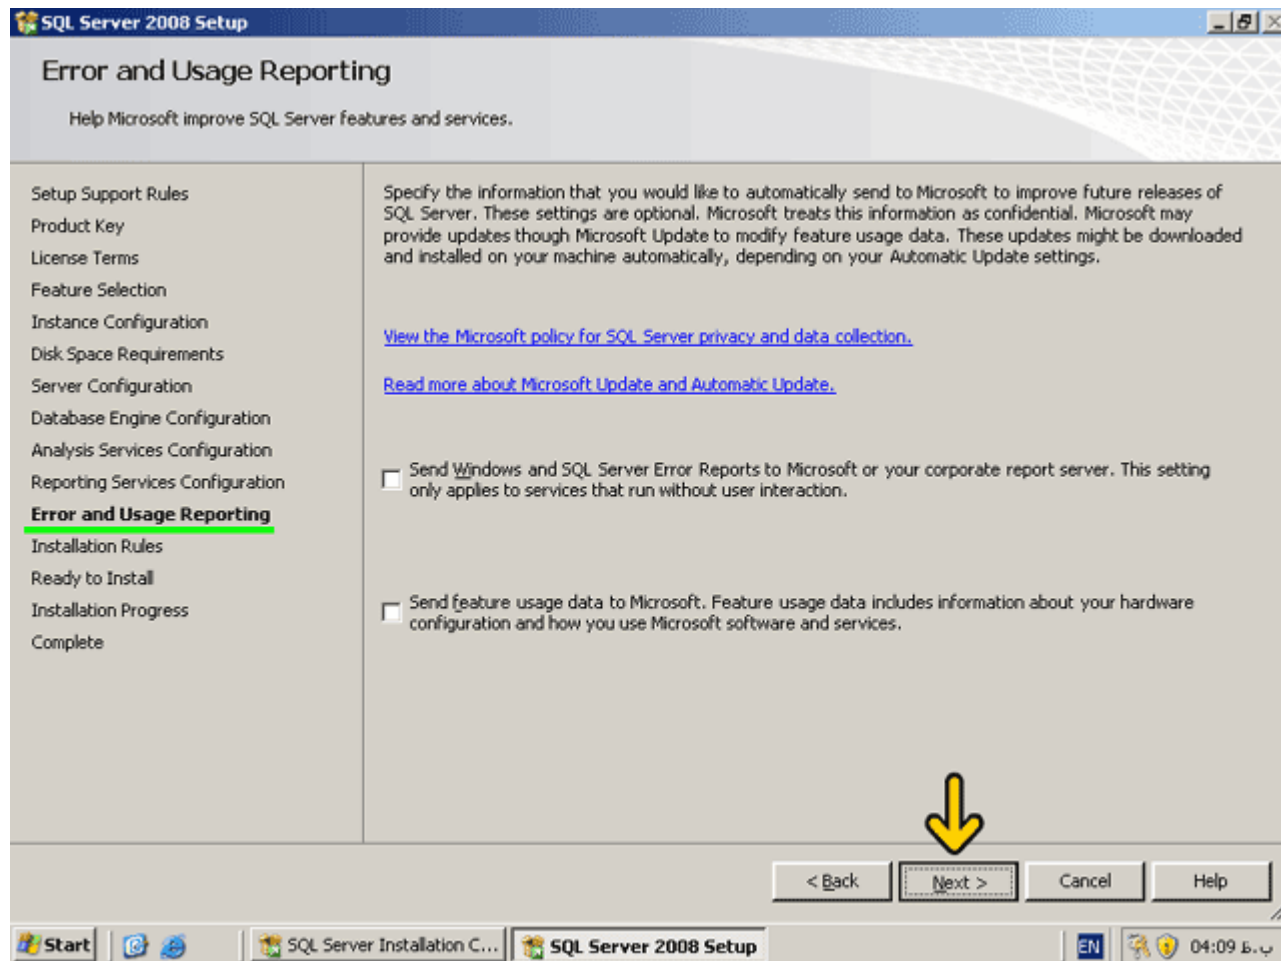 SQL Server 2008 Setup
Error and Usage Reporting
Help Microsoft improve SQL Server features and services.
Setup Support Rules
Product Key
License Terms
Feature Selection
Instance Configuration
Disk Space Requirements
Server Configuration
Database Engine Configuration
Analysis Services Configuration
Reporting Services Configuration
Error and Usage Reporting
Installation Rules
Ready to Install
Installation Progress
Complete
Specify the information that you would like to automatically send to Microsoft to improve future releases of
SQL Server. These settings are optional. Microsoft treats this information as confidential. Microsoft may
provide updates though Microsoft Update to modify feature usage data. These updates might be downloaded
and installed on your machine automatically, depending on your Automatic Update settings.
View the Microsoft policy for SQL Server privacy and data collection.
Read more about Microsoft Update and Automatic Update.
Send Windows and SQL Server Error Reports to Microsoft or your corporate report server. This setting
only applies to services that run without user interaction.
Send feature usage data to Microsoft. Feature usage data includes information about your hardware
configuration and how you use Microsoft software and services.
< Back
Next >
Cancel
Help
Start
SQL Server Installation C...
SQL Server 2008 Setup
EN
04:09 ب.ظ